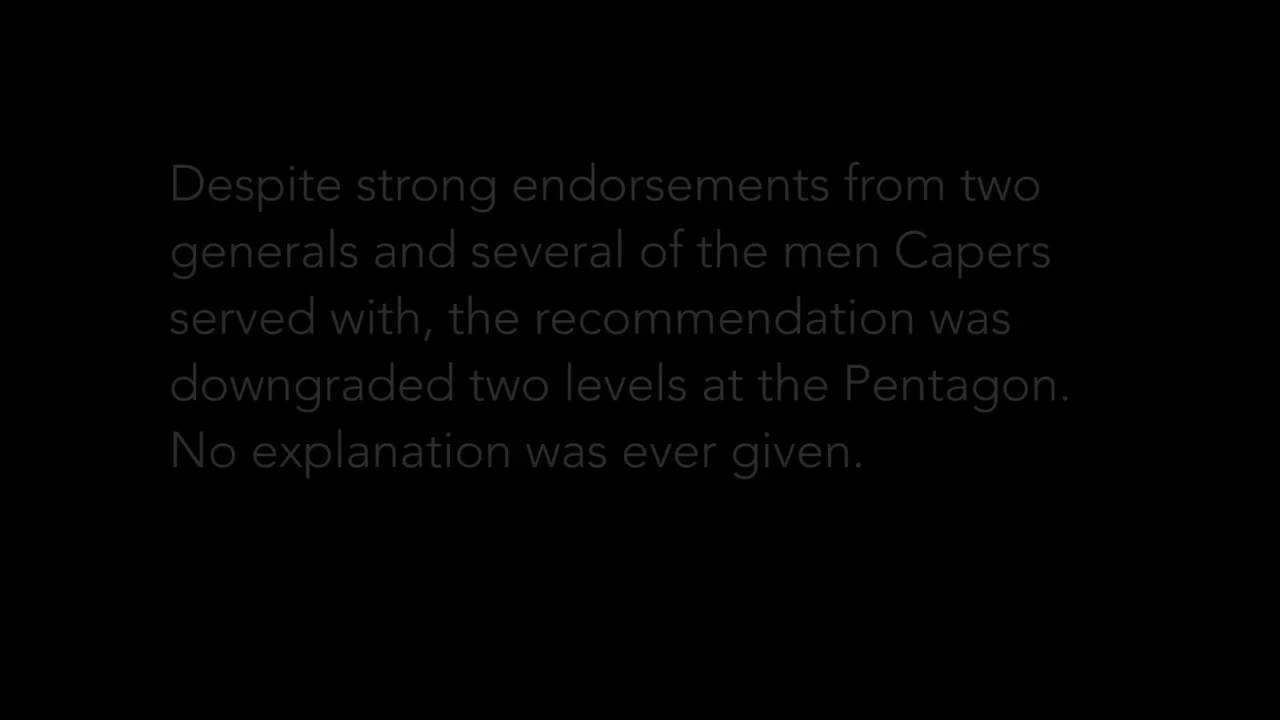 Despite strong endorsements from two
generals and several of the men Capers
served with, the recommendation was
downgraded two levels at the Pentagon.
No explanation was ever given.